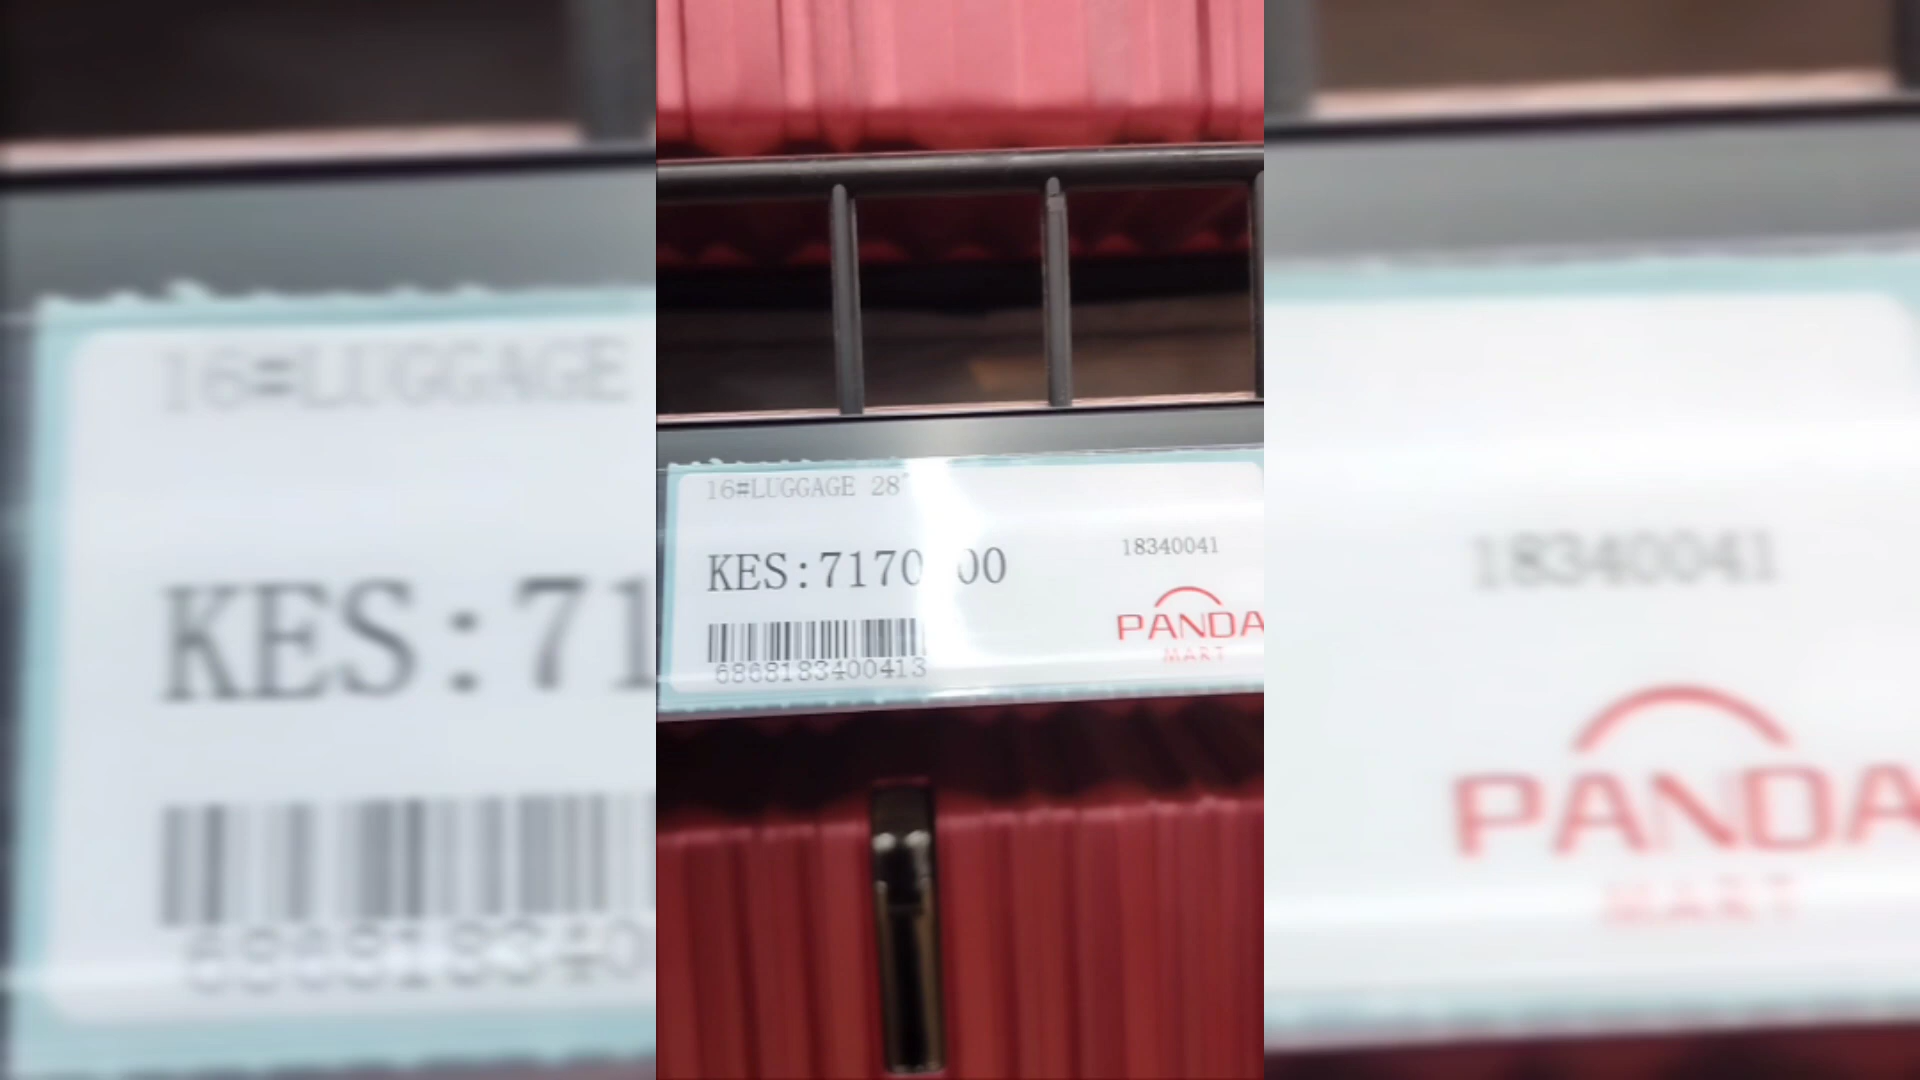 16#LUGGAGE 28"
KES:7170 00
18340041
6868183400413
PANDA
MART